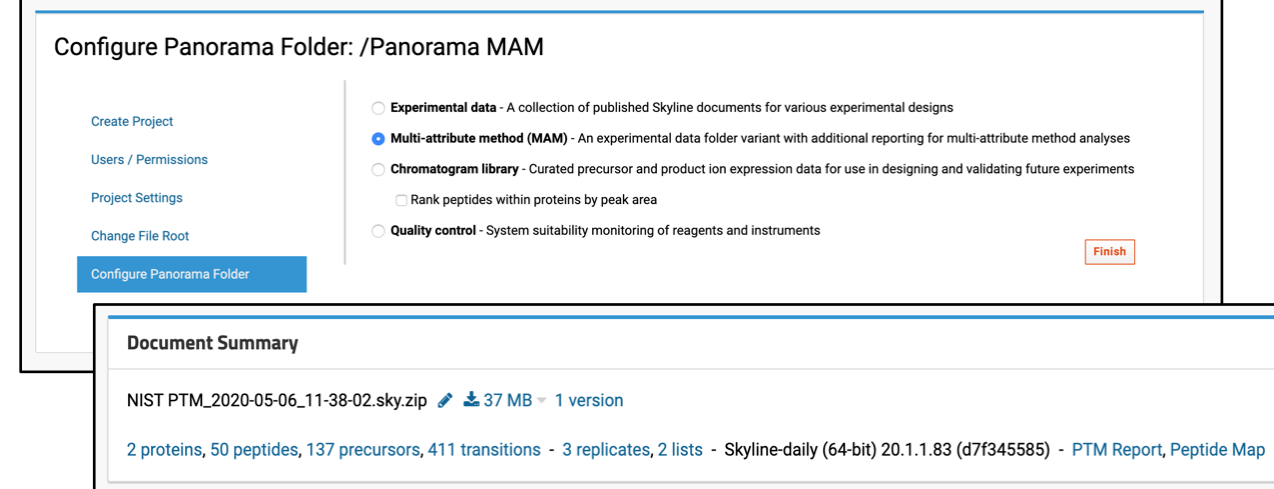 Configure Panorama Folder: /Panorama MAM
Create Project
Users / Permissions
Project Settings
Change File Root
Configure Panorama Folder
Experimental data - A collection of published Skyline documents for various experimental designs
Multi-attribute method (MAM) - An experimental data folder variant with additional reporting for multi-attribute method analyses
Chromatogram library - Curated precursor and product ion expression data for use in designing and validating future experiments
Rank peptides within proteins by peak area
Quality control - System suitability monitoring of reagents and instruments
Finish
Document Summary
NIST PTM_2020-05-06_11-38-02.sky.zip 37 MB 1 version
2 proteins, 50 peptides, 137 precursors, 411 transitions - 3 replicates, 2 lists - Skyline-daily (64-bit) 20.1.1.83 (d7f345585) - PTM Report, Peptide Map